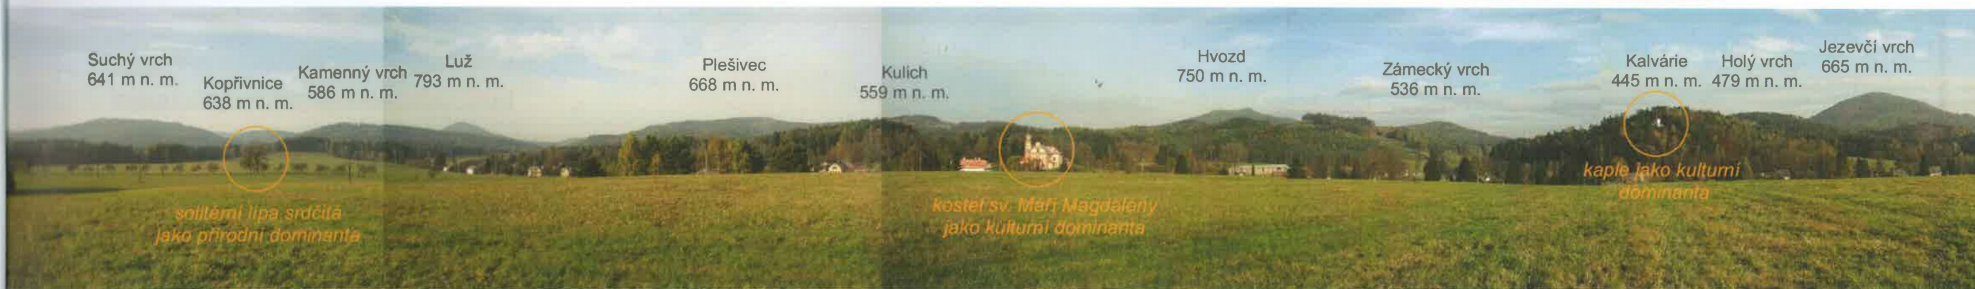 Suchý vrch
641 m n. m.
Kopřivnice
638 m n. m.
Kamenný vrch
586 m n. m.
Luž
793 m n. m.
Plešivec
668 m n. m.
Kulich
559 m n. m.
Hvozd
750 m n. m.
Zámecký vrch
536 m n. m.
Kalvárie
445 m n. m.
Holý vrch
479 m n. m.
Jezevčí vrch
665 m n. m.
soliterní lípa srdčitá
jako přírodní dominanta
kostel sv. Maří Magdaleny
jako kulturní dominanta
kaple jako kulturní
dominanta